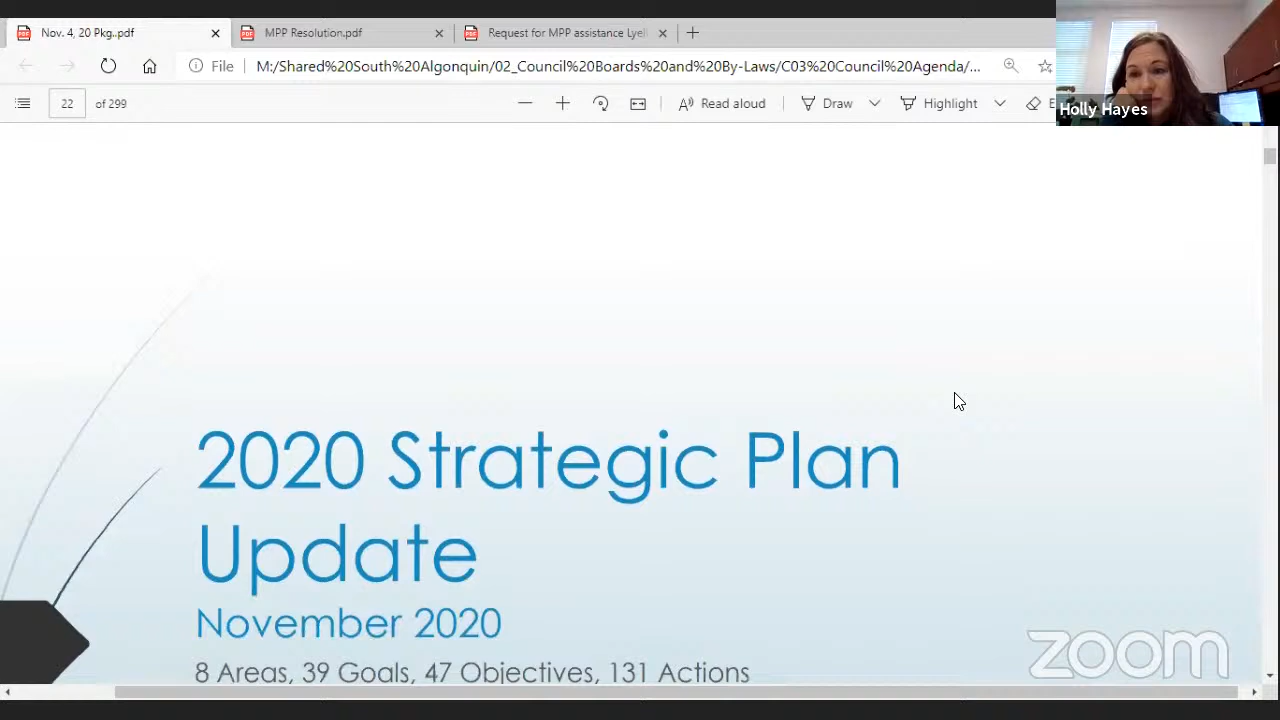 Nov. 4, 20 Pkg..pdf
MPP Resolution.pdf
Request for MPP assistance Lyell
File
M:/Shared%20South%20Algonquin/02_Council%20Boards%20and%20By-Laws/C03%20Council%20Agenda/...
22 of 299
Read aloud
Draw
Highlight
Holly Hayes
2020 Strategic Plan
Update
November 2020
8 Areas, 39 Goals, 47 Objectives, 131 Actions
zoom